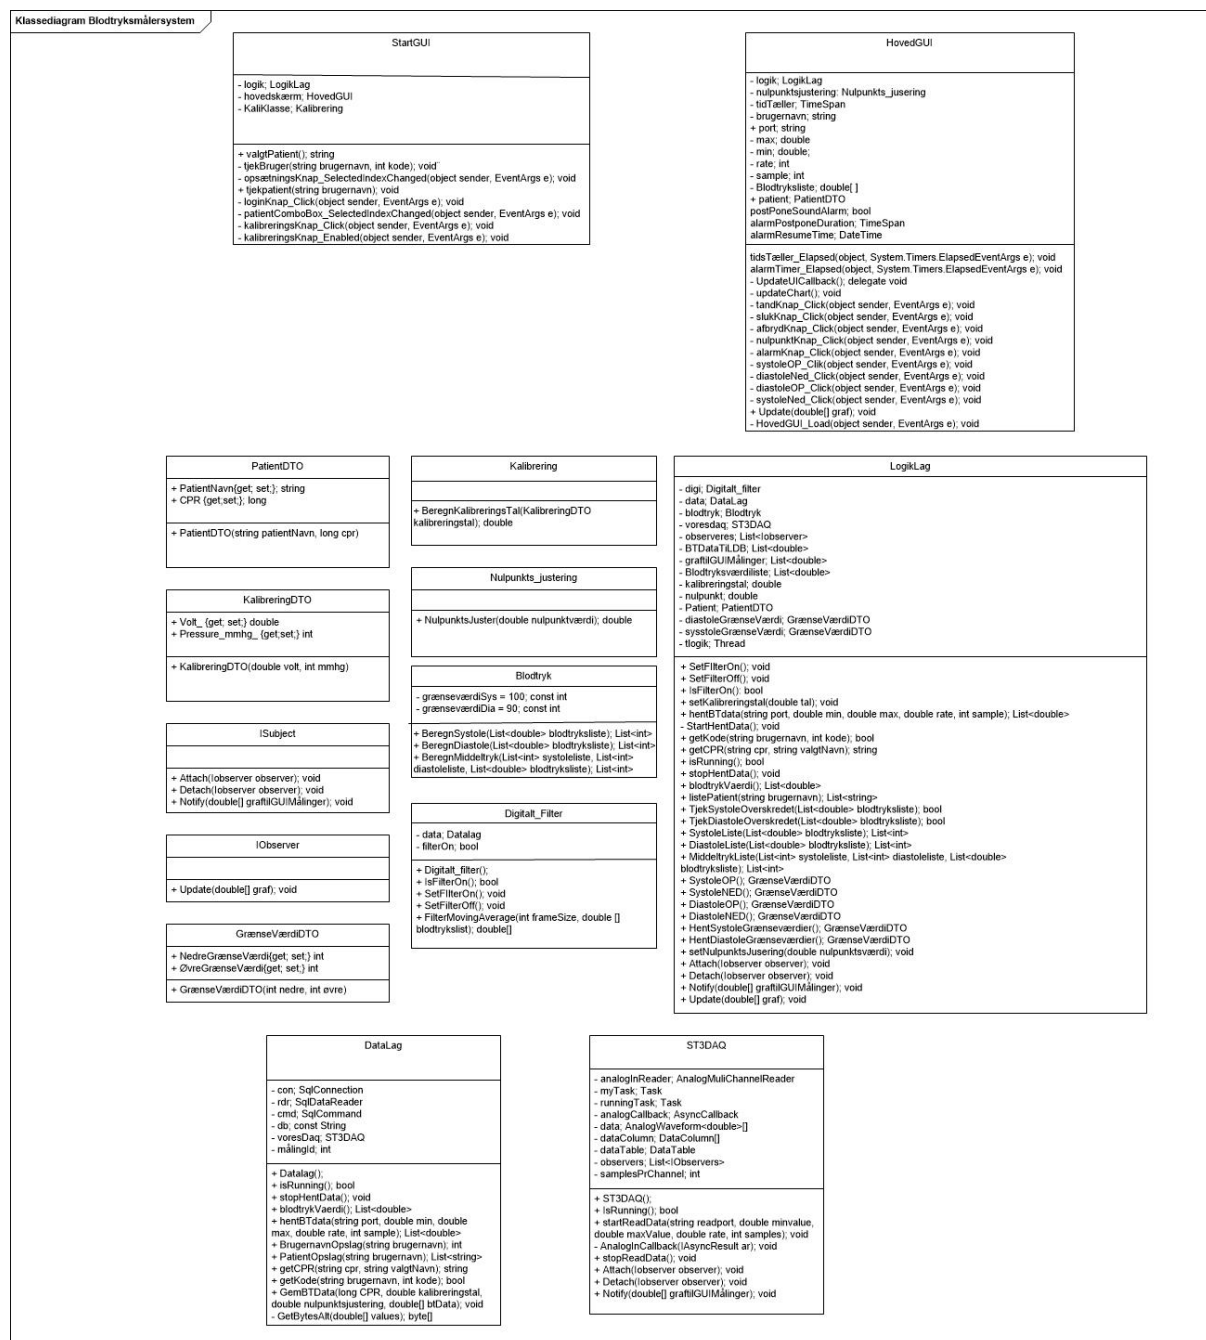 Klassediagram Blodtryksmålersystem
StartGUI
- logik; LogikLag
- hovedskærm; HovedGUI
- KaliKlasse; Kalibrering
+ valgtPatient(); string
- tjekBruger(string brugernavn, int kode); void¨
- opsætningsKnap_SelectedIndexChanged(object sender, EventArgs e); void
+ tjekpatient(string brugernavn); void
- loginKnap_Click(object sender, EventArgs e); void
- patientComboBox_SelectedIndexChanged(object sender, EventArgs e); void
- kalibreringsKnap_Click(object sender, EventArgs e); void
- kalibreringsKnap_Enabled(object sender, EventArgs e); void
HovedGUI
- logik; LogikLag
- nulpunktsjustering: Nulpunkts_jusering
- tidTæller; TimeSpan
- brugernavn; string
+ port; string
- max; double
- min; double;
- rate; int
- sample; int
- Blodtryksliste; double[ ]
+ patient; PatientDTO
postPoneSoundAlarm; bool
alarmPostponeDuration; TimeSpan
alarmResumeTime; DateTime
tidsTæller_Elapsed(object, System.Timers.ElapsedEventArgs e); void
alarmTimer_Elapsed(object, System.Timers.ElapsedEventArgs e); void
- UpdateUICallback(); delegate void
- updateChart(); void
- tandKnap_Click(object sender, EventArgs e); void
- slukKnap_Click(object sender, EventArgs e); void
- afbrydKnap_Click(object sender, EventArgs e); void
- nulpunktKnap_Click(object sender, EventArgs e); void
- alarmKnap_Click(object sender, EventArgs e); void
- systoleOP_Clik(object sender, EventArgs e); void
- diastoleNed_Click(object sender, EventArgs e); void
- diastoleOP_Click(object sender, EventArgs e); void
- systoleNed_Click(object sender, EventArgs e); void
+ Update(double[] graf); void
- HovedGUI_Load(object sender, EventArgs e); void
PatientDTO
+ PatientNavn{get; set;}; string
+ CPR {get;set;}; long
+ PatientDTO(string patientNavn, long cpr)
KalibreringDTO
+ Volt_ {get; set;} double
+ Pressure_mmhg_ {get;set;} int
+ KalibreringDTO(double volt, int mmhg)
ISubject
+ Attach(Iobserver observer); void
+ Detach(Iobserver observer); void
+ Notify(double[] graftilGUIMålinger); void
IObserver
+ Update(double[] graf); void
GrænseVærdiDTO
+ NedreGrænseVærdi{get; set;} int
+ ØvreGrænseVærdi{get; set;} int
+ GrænseVærdiDTO(int nedre, int øvre)
Kalibrering
+ BeregnKalibreringsTal(KalibreringDTO
kalibreringstal); double
Nulpunkts_justering
+ NulpunktsJuster(double nulpunktværdi); double
Blodtryk
- grænseværdiSys = 100; const int
- grænseværdiDia = 90; const int
+ BeregnSystole(List<double> blodtryksliste); List<int>
+ BeregnDiastole(List<double> blodtryksliste); List<int>
+ BeregnMiddeltryk(List<int> systoleliste, List<int>
diastoleliste, List<double> blodtryksliste); List<int>
Digitalt_Filter
- data; Datalag
- filterOn; bool
+ Digitalt_filter();
+ IsFilterOn(); bool
+ SetFIlterOn(); void
+ SetFilterOff(); void
+ FilterMovingAverage(int frameSize, double []
blodtrykslist); double[]
LogikLag
- digi; Digitalt_filter
- data; DataLag
- blodtryk; Blodtryk
- voresdaq; ST3DAQ
- observeres; List<Iobserver>
- BTDataTiLDB; List<double>
- graftilGUIMålinger; List<double>
- Blodtryksværdiliste; List<double>
- kalibreringstal; double
- nulpunkt; double
- Patient; PatientDTO
- diastoleGrænseVærdi; GrænseVærdiDTO
- sysstoleGrænseVærdi; GrænseVærdiDTO
- tlogik; Thread
+ SetFIlterOn(); void
+ SetFilterOff(); void
+ IsFilterOn(); bool
+ setKalibreringstal(double tal); void
+ hentBTdata(string port, double min, double max, double rate, int sample); List<double>
- StartHentData(); void
+ getKode(string brugernavn, int kode); bool
+ getCPR(string cpr, string valgtNavn); string
+ isRunning(); bool
+ stopHentData(); void
+ blodtrykVaerdi(); List<double>
+ listePatient(string brugernavn); List<string>
+ TjekSystoleOverskredet(List<double> blodtryksliste); bool
+ TjekDiastoleOverskredet(List<double> blodtryksliste); bool
+ SystoleListe(List<double> blodtryksliste); List<int>
+ DiastoleListe(List<double> blodtryksliste); List<int>
+ MiddeltrykListe(List<int> systoleliste, List<int> diastoleliste, List<double>
blodtryksliste); List<int>
+ SystoleOP(); GrænseVærdiDTO
+ SystoleNED(); GrænseVærdiDTO
+ DiastoleOP(); GrænseVærdiDTO
+ DiastoleNED(); GrænseVærdiDTO
+ HentSystoleGrænseværdier(); GrænseVærdiDTO
+ HentDiastoleGrænseværdier(); GrænseVærdiDTO
+ setNulpunktsJusering(double nulpunktsværdi); void
+ Attach(Iobserver observer); void
+ Detach(Iobserver observer); void
+ Notify(double[] graftilGUIMålinger); void
+ Update(double[] graf); void
DataLag
- con; SqlConnection
- rdr; SqlDataReader
- cmd; SqlCommand
- db; const String
- voresDaq; ST3DAQ
- målingId; int
+ Datalag();
+ isRunning(); bool
+ stopHentData(); void
+ blodtrykVaerdi(); List<double>
+ hentBTdata(string port, double min, double
max, double rate, int sample); List<double>
+ BrugernavnOpslag(string brugernavn); int
+ PatientOpslag(string brugernavn); List<string>
+ getCPR(string cpr, string valgtNavn); string
+ getKode(string brugernavn, int kode); bool
+ GemBTData(long CPR, double kalibreringstal,
double nulpunktsjustering, double[] btData); void
- GetBytesAlt(double[] values); byte[]
ST3DAQ
- analogInReader; AnalogMuliChannelReader
- myTask; Task
- runningTask; Task
- analogCallback; AsyncCallback
- data; AnalogWaveform<double>[]
- dataColumn; DataColumn[]
- dataTable; DataTable
- observers; List<IObservers>
- samplesPrChannel; int
+ ST3DAQ();
+ IsRunning(); bool
+ startReadData(string readport, double minvalue,
double maxValue, double rate, int samples); void
- AnalogInCallback(IAsyncResult ar); void
+ stopReadData(); void
+ Attach(Iobserver observer); void
+ Detach(Iobserver observer); void
+ Notify(double[] graftilGUIMålinger); void